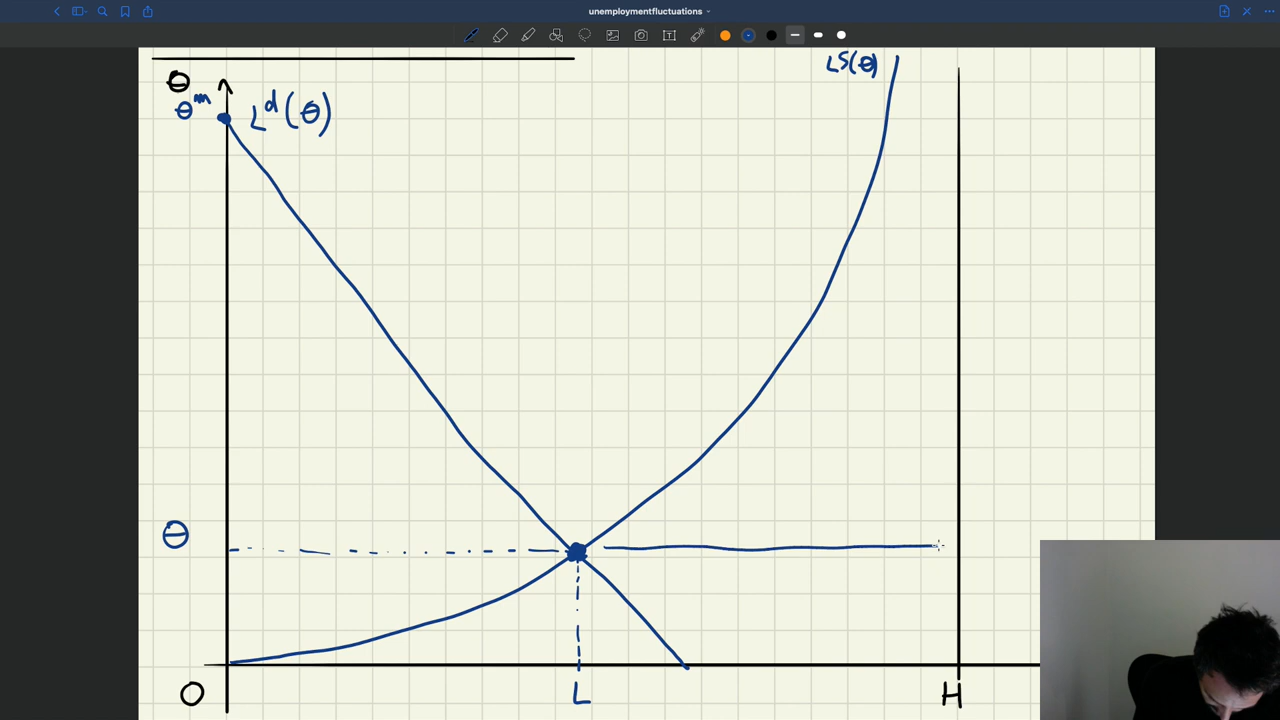 unemploymentfluctuations
θ
θᵐ
Lᵈ(θ)
Lˢ(θ)
θ
O
L
H